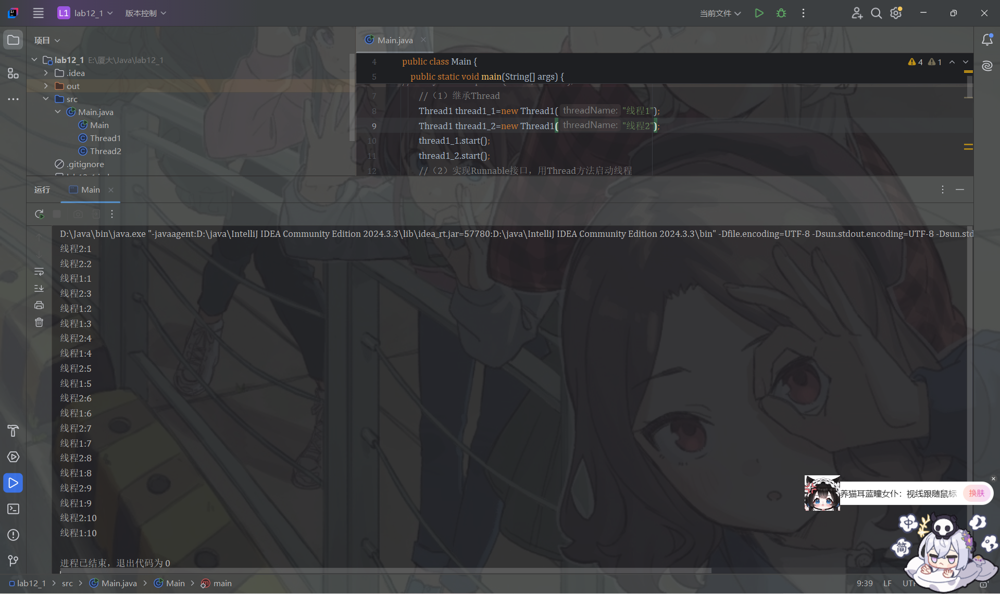 L1 lab12_1 版本控制 当前文件
项目
Main.java
lab12_1 E:\厦大\Java\lab12_1
.idea
out
src
Main.java
Main
Thread1
Thread2
.gitignore
4 public class Main {
5 public static void main(String[] args) {
4 1
7 //（1）继承Thread
8 Thread1 thread1_1=new Thread1( threadName: "线程1");
9 Thread1 thread1_2=new Thread1( threadName: "线程2");
10 thread1_1.start();
11 thread1_2.start();
12 //（2）实现Runnable接口，用Thread方法启动线程
运行 Main
D:\Java\bin\java.exe "-javaagent:D:\java\IntelliJ IDEA Community Edition 2024.3.3\lib\idea_rt.jar=57780:D:\java\IntelliJ IDEA Community Edition 2024.3.3\bin" -Dfile.encoding=UTF-8 -Dsun.stdout.encoding=UTF-8 -Dsun.std
线程2:1
线程2:2
线程1:1
线程2:3
线程1:2
线程1:3
线程2:4
线程1:4
线程2:5
线程1:5
线程2:6
线程1:6
线程2:7
线程1:7
线程2:8
线程1:8
线程2:9
线程1:9
线程2:10
线程1:10
进程已结束，退出代码为 0
养猫耳蓝瞳女仆：视线跟随鼠标 换肤
中
简
lab12_1 > src > Main.java > Main > main
9:39 LF UTF